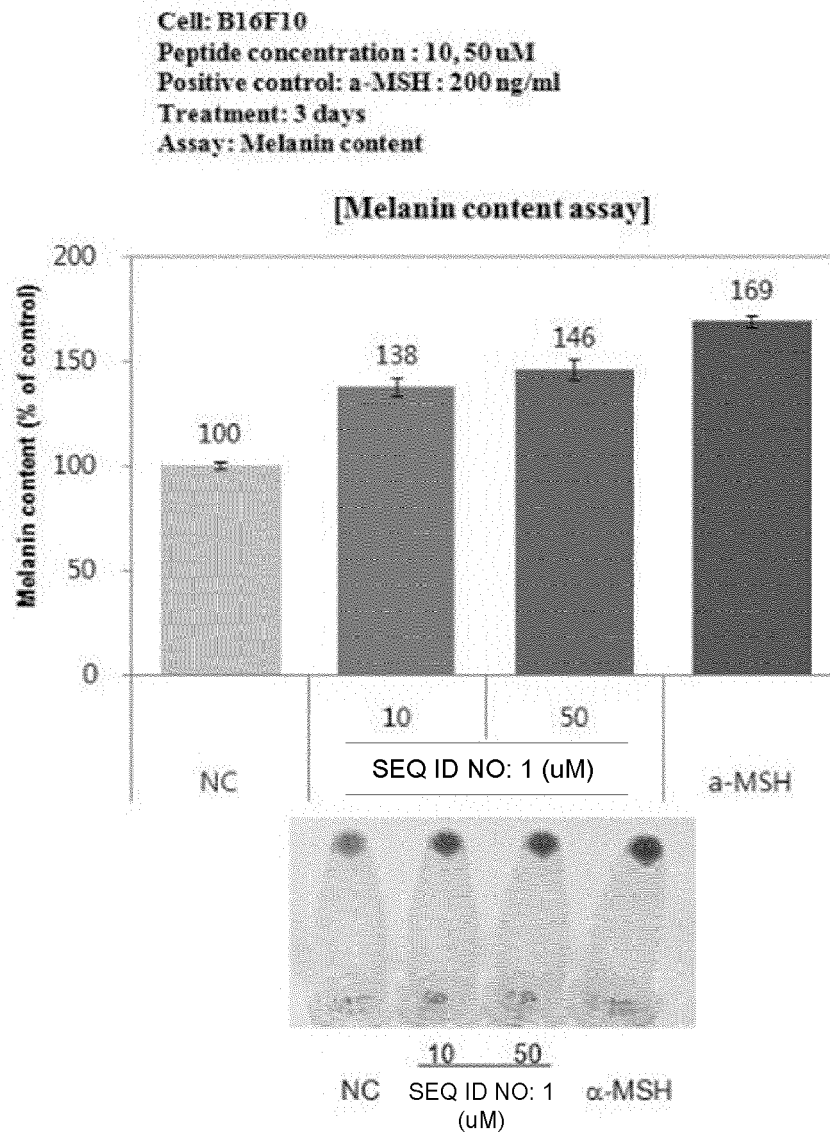 Cell: B16F10
Peptide concentration : 10, 50 uM
Positive control: a-MSH : 200 ng/ml
Treatment: 3 days
Assay: Melanin content
[Melanin content assay]
Melanin content (% of control)
200
150
100
50
0
100
138
146
169
10
50
NC
SEQ ID NO: 1 (uM)
a-MSH
10
50
NC
SEQ ID NO: 1
(uM)
α-MSH